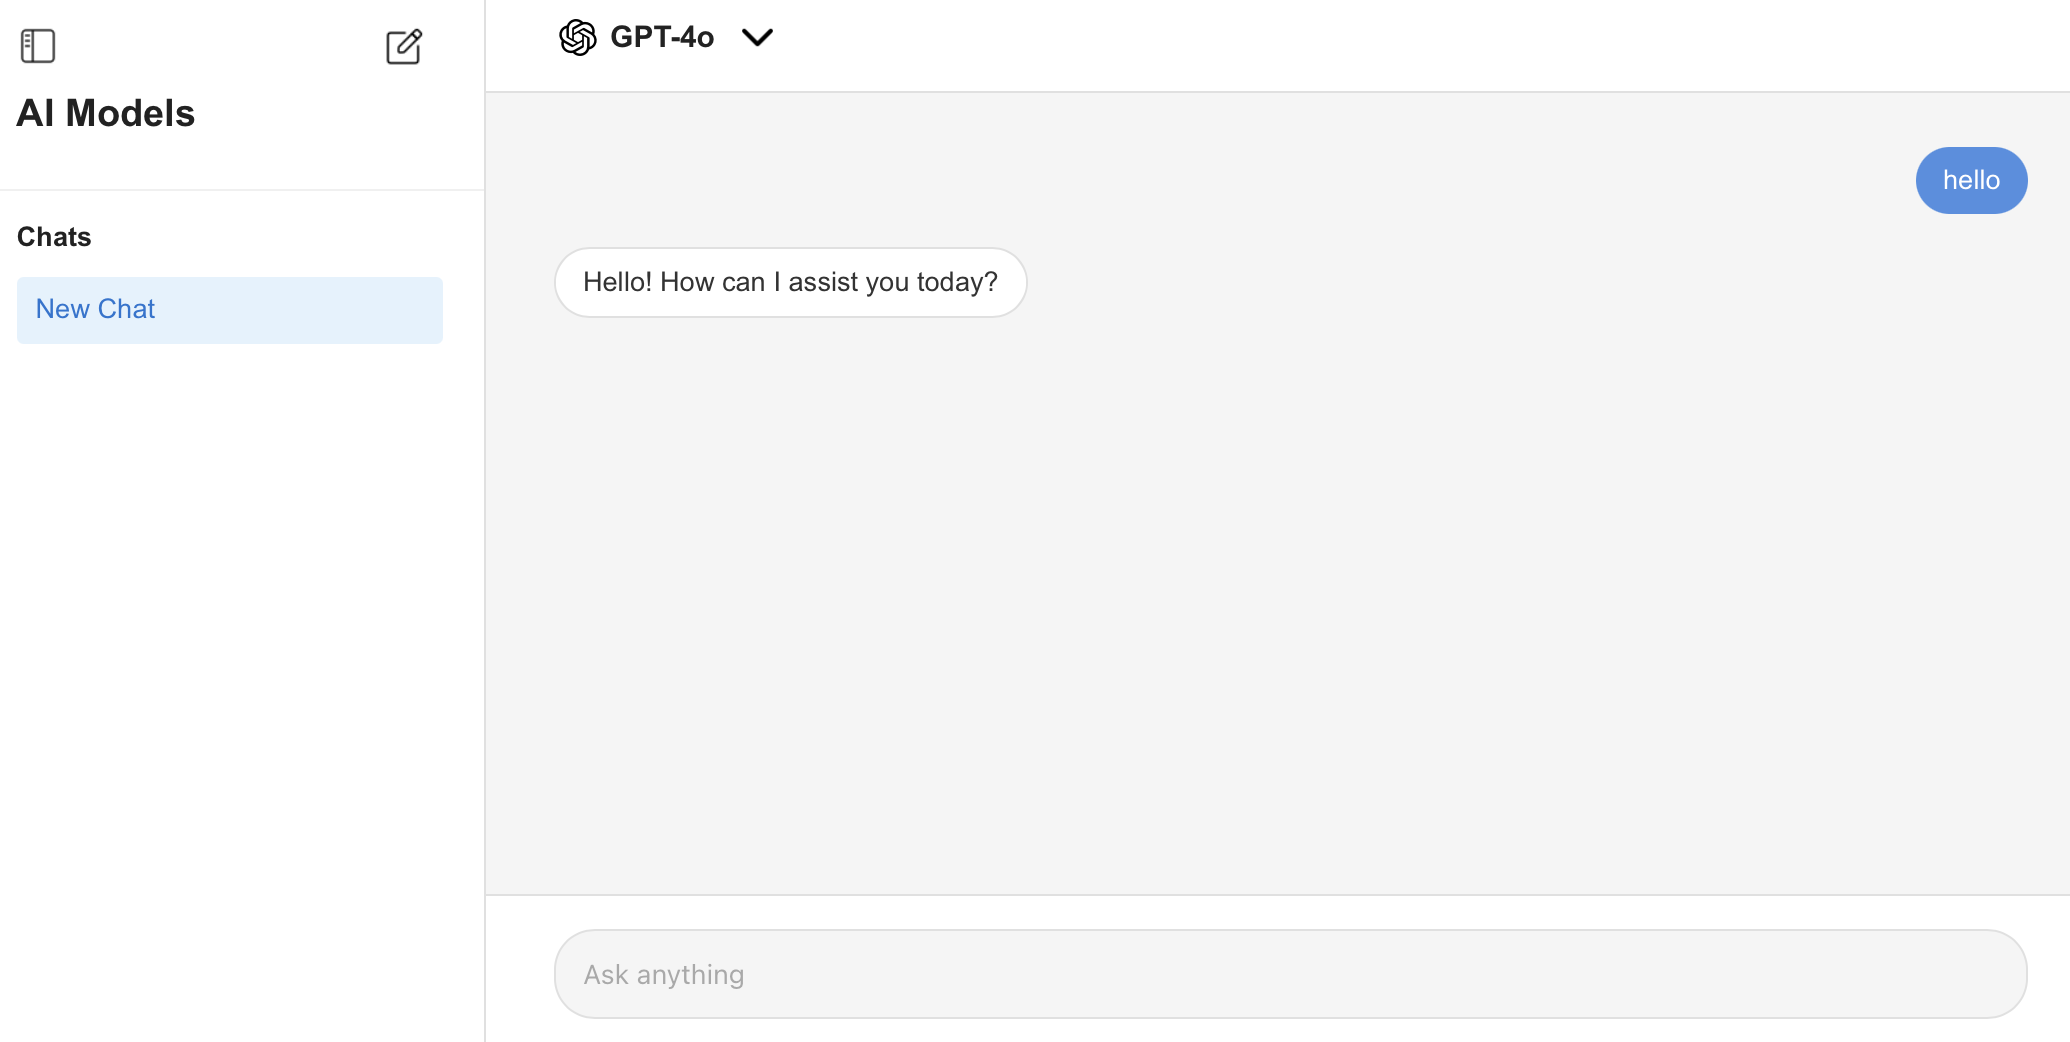 AI Models
Chats
New Chat
GPT-4o
hello
Hello! How can I assist you today?
Ask anything